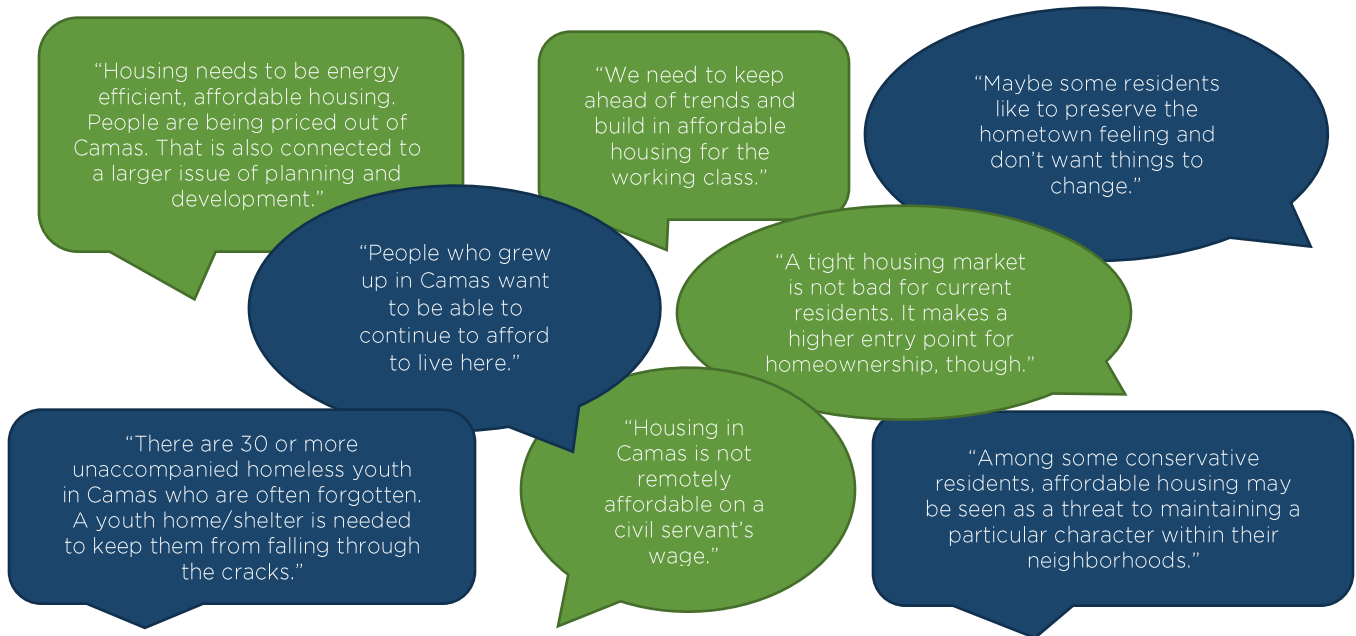 “Housing needs to be energy
efficient, affordable housing.
People are being priced out of
Camas. That is also connected to
a larger issue of planning and
development.”
“We need to keep
ahead of trends and
build in affordable
housing for the
working class.”
“Maybe some residents
like to preserve the
hometown feeling and
don’t want things to
change.”
“People who grew
up in Camas want
to be able to
continue to afford
to live here.”
“A tight housing market
is not bad for current
residents. It makes a
higher entry point for
homeownership, though.”
“There are 30 or more
unaccompanied homeless youth
in Camas who are often forgotten.
A youth home/shelter is needed
to keep them from falling through
the cracks.”
“Housing in
Camas is not
remotely
affordable on a
civil servant’s
wage.”
“Among some conservative
residents, affordable housing may
be seen as a threat to maintaining a
particular character within their
neighborhoods.”